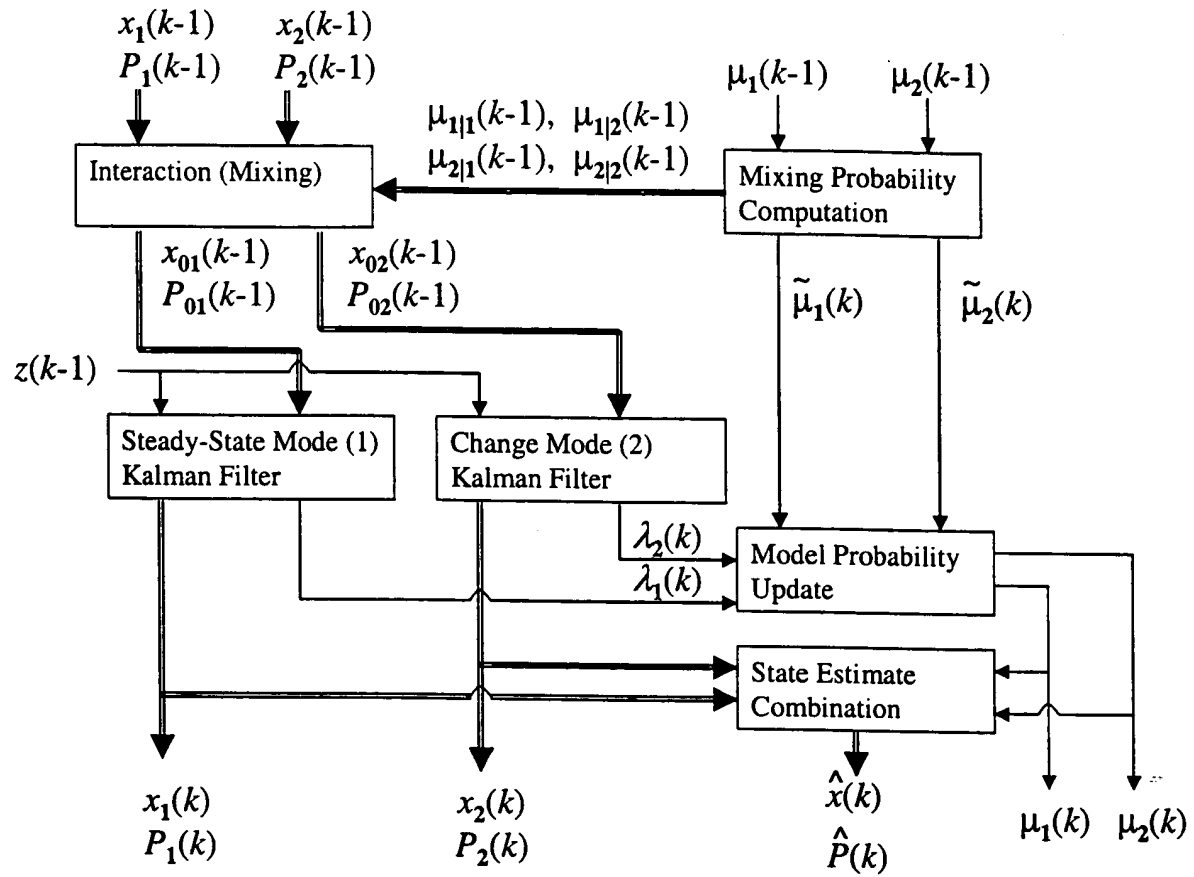 x₁(k-1) x₂(k-1)
P₁(k-1) P₂(k-1)
μ₁(k-1) μ₂(k-1)
μ₁|₁(k-1), μ₁|₂(k-1)
μ₂|₁(k-1), μ₂|₂(k-1)
Interaction (Mixing)
Mixing Probability
Computation
x₀₁(k-1) x₀₂(k-1)
P₀₁(k-1) P₀₂(k-1)
μ̃₁(k) μ̃₂(k)
z(k-1)
Steady-State Mode (1)
Kalman Filter
Change Mode (2)
Kalman Filter
λ₂(k)
λ₁(k)
Model Probability
Update
State Estimate
Combination
x₁(k) x₂(k) x̂(k) μ₁(k) μ₂(k)
P₁(k) P₂(k) P̂(k)